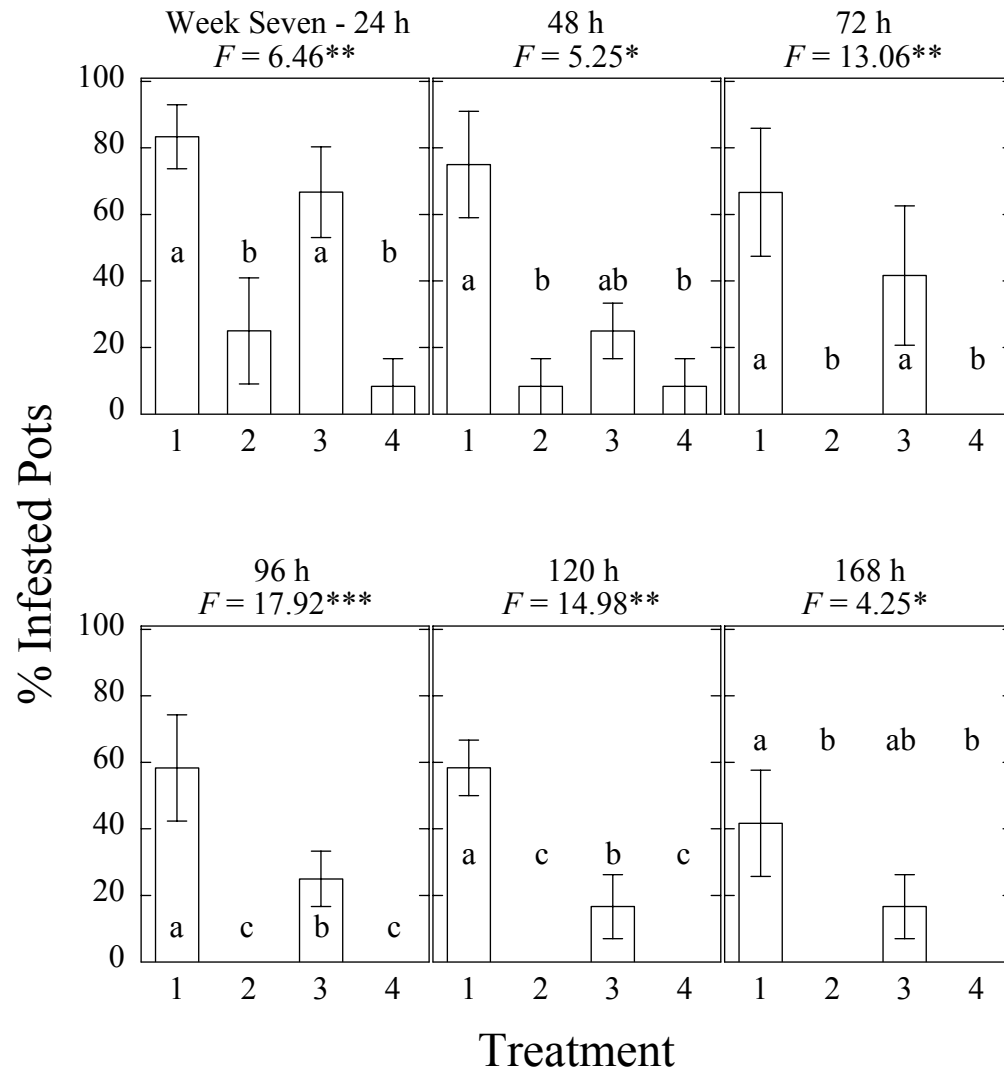 Week Seven - 24 h 48 h 72 h
F = 6.46** F = 5.25* F = 13.06**
100
80
60
a b a b
a b ab b
40
20
a b a b
0
1 2 3 4 1 2 3 4 1 2 3 4
% Infested Pots
96 h 120 h 168 h
F = 17.92*** F = 14.98** F = 4.25*
100
80
a b ab b
60
40
a c b c
20
a c b c
0
1 2 3 4 1 2 3 4 1 2 3 4
Treatment